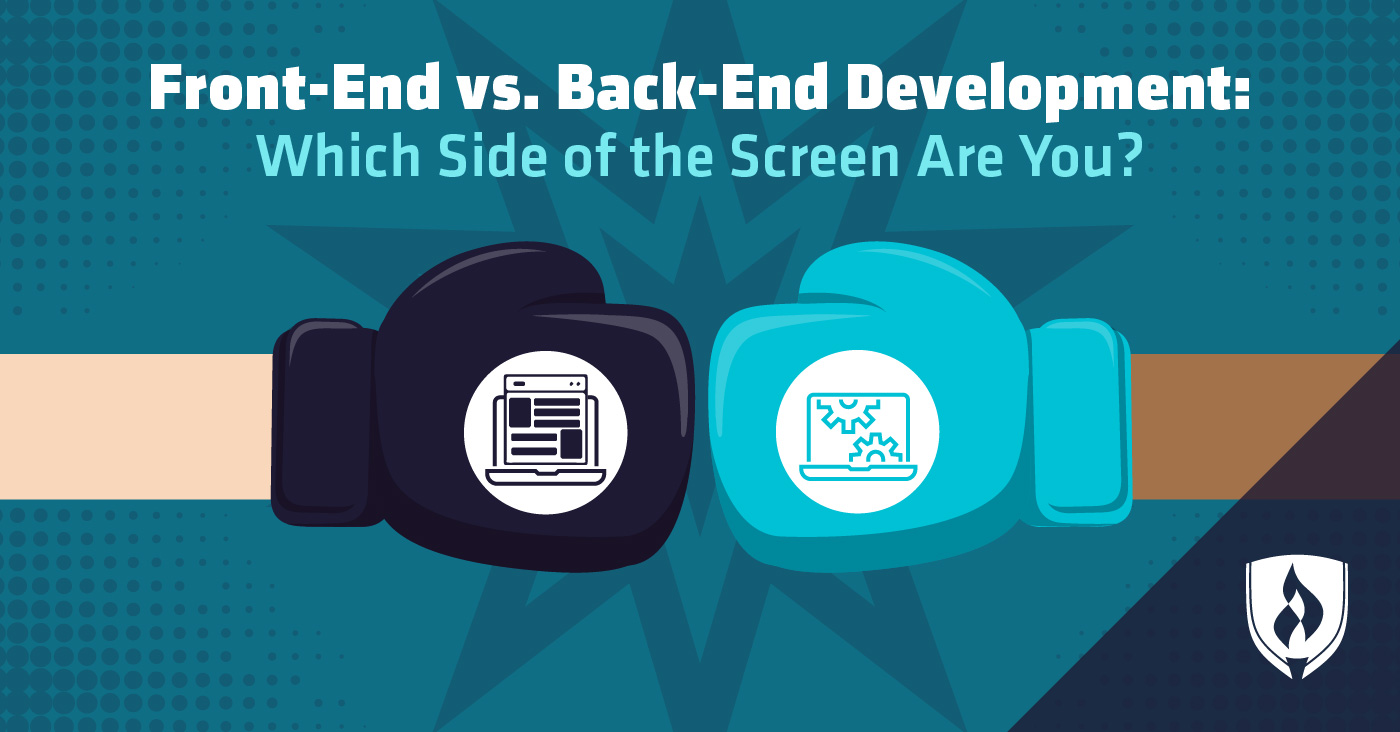 Front-End vs. Back-End Development:
Which Side of the Screen Are You?